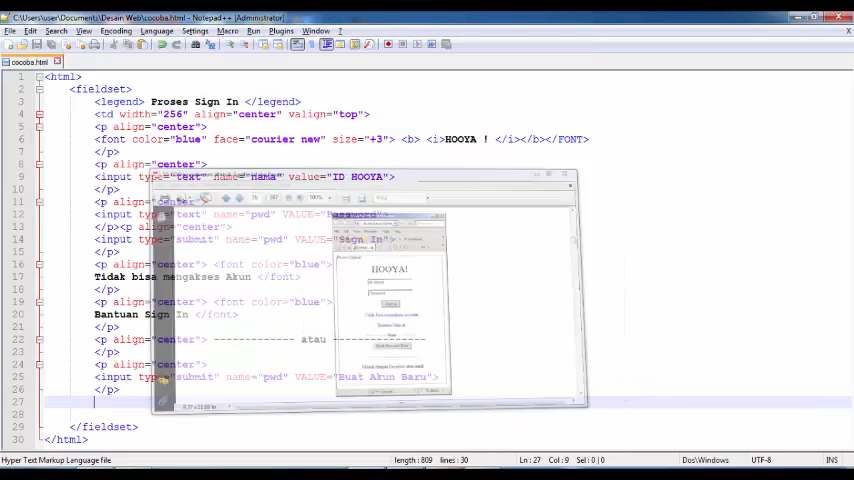 C:\Users\user\Documents\Desain Web\cocoba.html - Notepad++ [Administrator]
File Edit Search View Encoding Language Settings Macro Run Plugins Window ?
X
cocoba.html
1 <html>
2 <fieldset>
3 <legend> Proses Sign In </legend>
4 <td width="256" align="center" valign="top">
5 <p align="center">
6 <font color="blue" face="courier new" size="+3"> <b> <i>HOOYA ! </i></b></FONT>
7 </p>
8 <p align="center">
9 <input type="text" name="nama" value="ID HOOYA">
10 </p>
11 <p align="center">
12 <input type="text" name="pwd" VALUE="Password">
13 </p><p align="center">
14 <input type="submit" name="pwd" VALUE="Sign In">
15 </p>
16 <p align="center"> <font color="blue">
17 Tidak bisa mengakses Akun </font>
18 </p>
19 <p align="center"> <font color="blue">
20 Bantuan Sign In </font>
21 </p>
22 <p align="center"> ------------- atau --------------
23 </p>
24 <p align="center">
25 <input type="submit" name="pwd" VALUE="Buat Akun Baru">
26 </p>
27
28 </fieldset>
29
30 </html>
HOOYA!
100%
Hyper Text Markup Language file length : 809 lines : 30 Ln : 27 Col : 9 Sel : 0 | 0 Dos\Windows UTF-8 INS